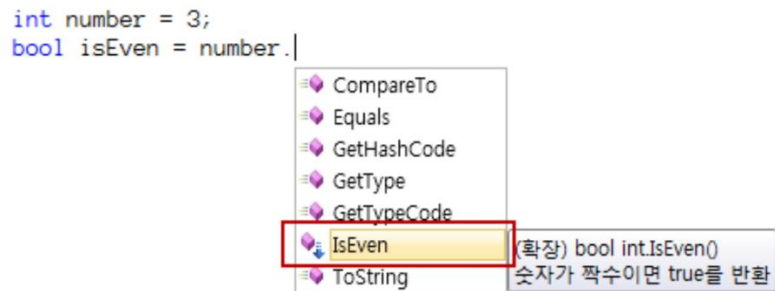 int number = 3;
bool isEven = number.
CompareTo
Equals
GetHashCode
GetType
GetTypeCode
IsEven
(확장) bool int.IsEven()
숫자가 짝수이면 true를 반환
ToString